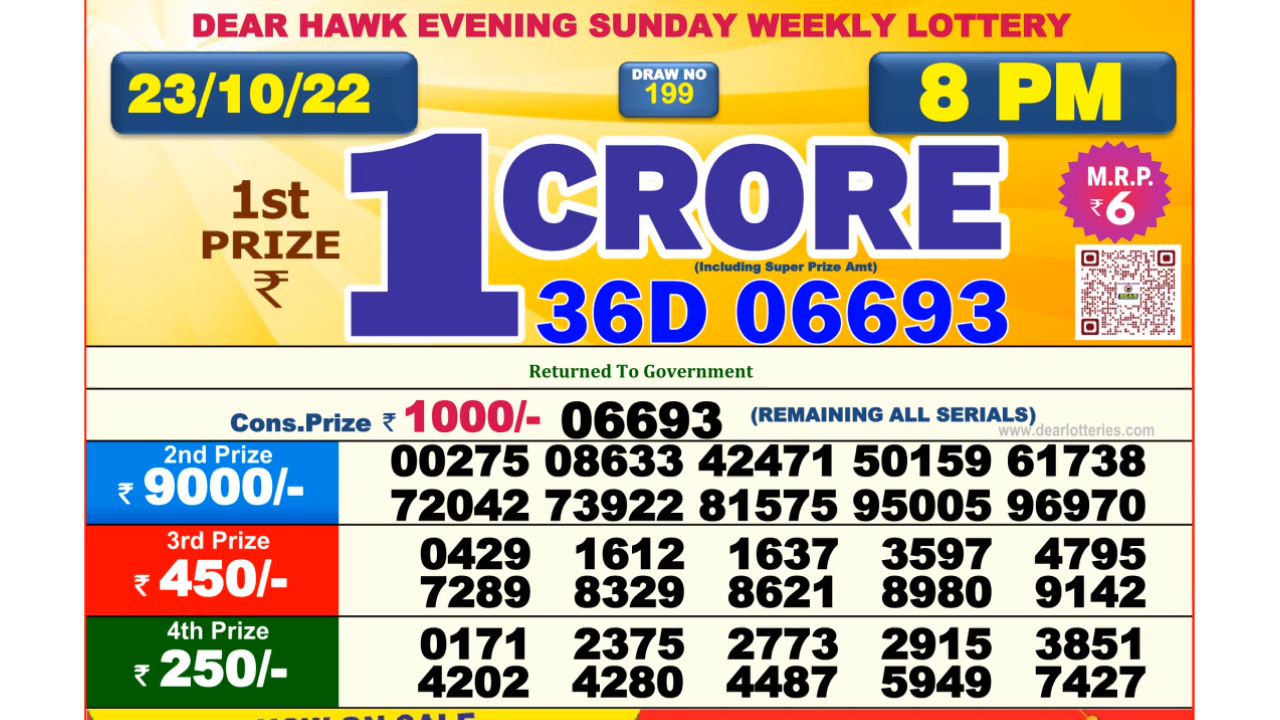 DEAR HAWK EVENING SUNDAY WEEKLY LOTTERY
23/10/22
DRAW NO
199
8 PM
1st
PRIZE
₹
1 CRORE
(Including Super Prize Amt)
36D 06693
M.R.P.
₹6
DEAR
Returned To Government
Cons.Prize ₹ 1000/- 06693 (REMAINING ALL SERIALS)
www.dearlotteries.com
2nd Prize
₹ 9000/-
00275 08633 42471 50159 61738
72042 73922 81575 95005 96970
3rd Prize
₹ 450/-
0429 1612 1637 3597 4795
7289 8329 8621 8980 9142
4th Prize
₹ 250/-
0171 2375 2773 2915 3851
4202 4280 4487 5949 7427
NOW ON SALE